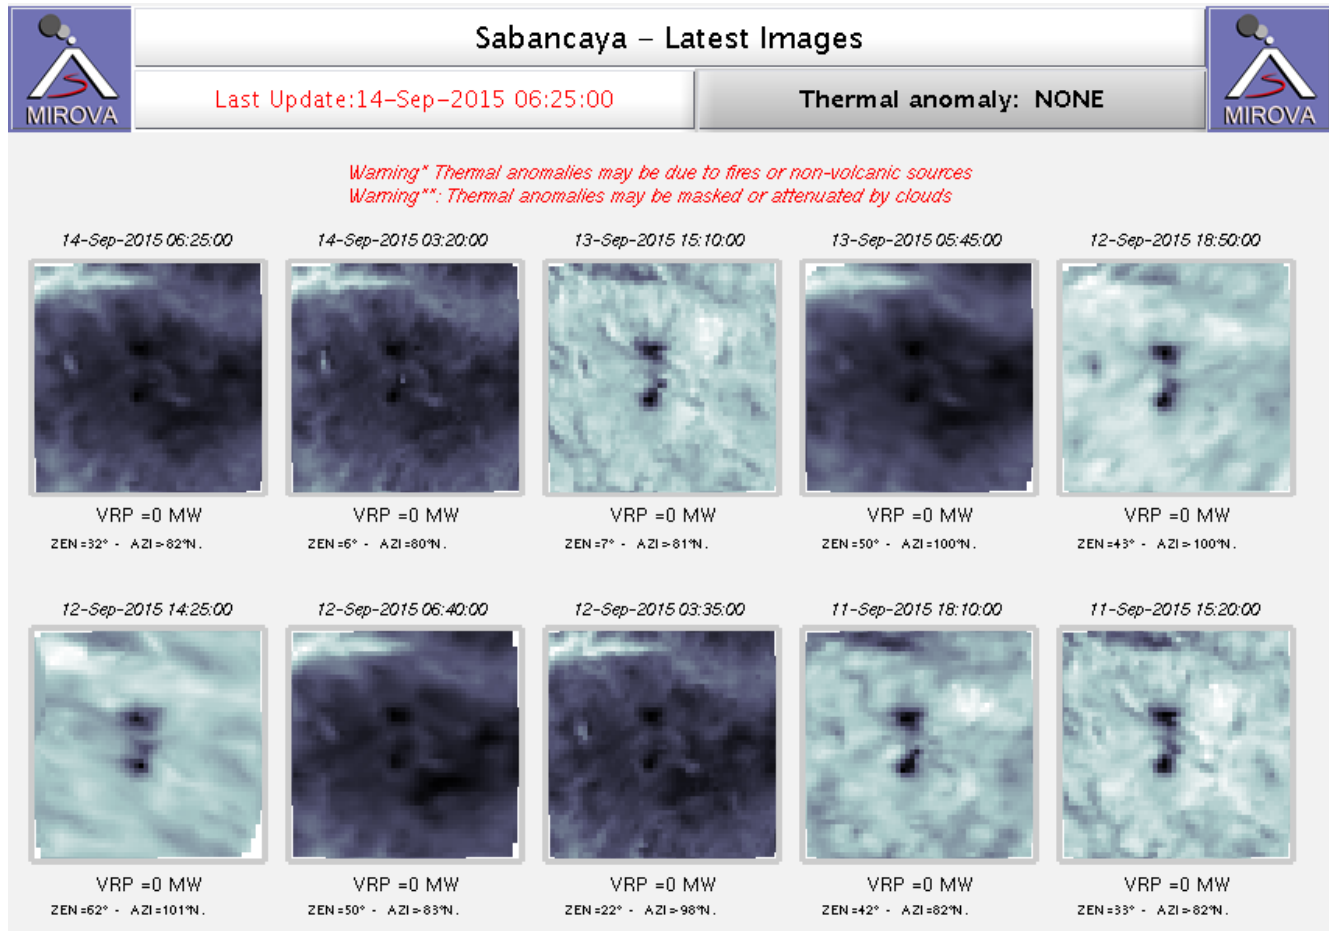 MIROVA
Sabancaya – Latest Images
MIROVA
Last Update:14-Sep-2015 06:25:00
Thermal anomaly: NONE
Warning* Thermal anomalies may be due to fires or non-volcanic sources
Warning**: Thermal anomalies may be masked or attenuated by clouds
14-Sep-2015 06:25:00
14-Sep-2015 03:20:00
13-Sep-2015 15:10:00
13-Sep-2015 05:45:00
12-Sep-2015 18:50:00
VRP =0 MW
VRP =0 MW
VRP =0 MW
VRP =0 MW
VRP =0 MW
ZEN=32° - AZI=82°N.
ZEN=6° - AZI=80°N.
ZEN=7° - AZI=81°N.
ZEN=50° - AZI=100°N.
ZEN=43° - AZI=100°N.
12-Sep-2015 14:25:00
12-Sep-2015 06:40:00
12-Sep-2015 03:35:00
11-Sep-2015 18:10:00
11-Sep-2015 15:20:00
VRP =0 MW
VRP =0 MW
VRP =0 MW
VRP =0 MW
VRP =0 MW
ZEN=62° - AZI=101°N.
ZEN=50° - AZI=83°N.
ZEN=22° - AZI=98°N.
ZEN=42° - AZI=82°N.
ZEN=33° - AZI=82°N.